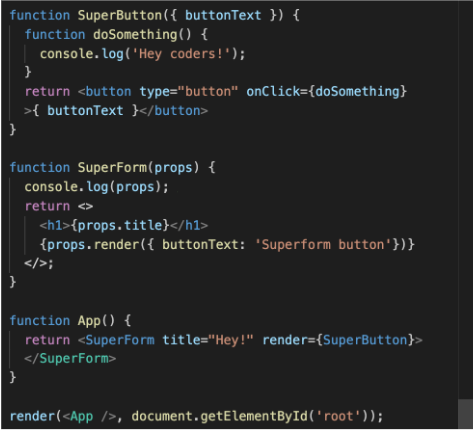 function SuperButton({ buttonText }) {
  function doSomething() {
    console.log('Hey coders!');
  }
  return <button type="button" onClick={doSomething}
  >{ buttonText }</button>
}

function SuperForm(props) {
  console.log(props);
  return <>
    <h1>{props.title}</h1>
    {props.render({ buttonText: 'Superform button'})}
  </>;
}

function App() {
  return <SuperForm title="Hey!" render={SuperButton}>
  </SuperForm>
}

render(<App />, document.getElementById('root'));